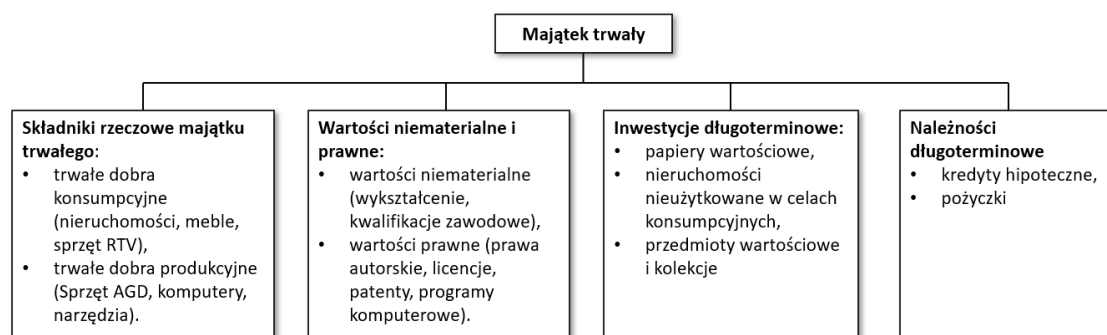 Majątek trwały
Składniki rzeczowe majątku
trwałego:
• trwałe dobra
konsumpcyjne
(nieruchomości, meble,
sprzęt RTV),
• trwałe dobra produkcyjne
(Sprzęt AGD, komputery,
narzędzia).
Wartości niematerialne i
prawne:
• wartości niematerialne
(wykształcenie,
kwalifikacje zawodowe),
• wartości prawne (prawa
autorskie, licencje,
patenty, programy
komputerowe).
Inwestycje długoterminowe:
• papiery wartościowe,
• nieruchomości
nieużytkowane w celach
konsumpcyjnych,
• przedmioty wartościowe
i kolekcje
Należności
długoterminowe
• kredyty hipoteczne,
• pożyczki